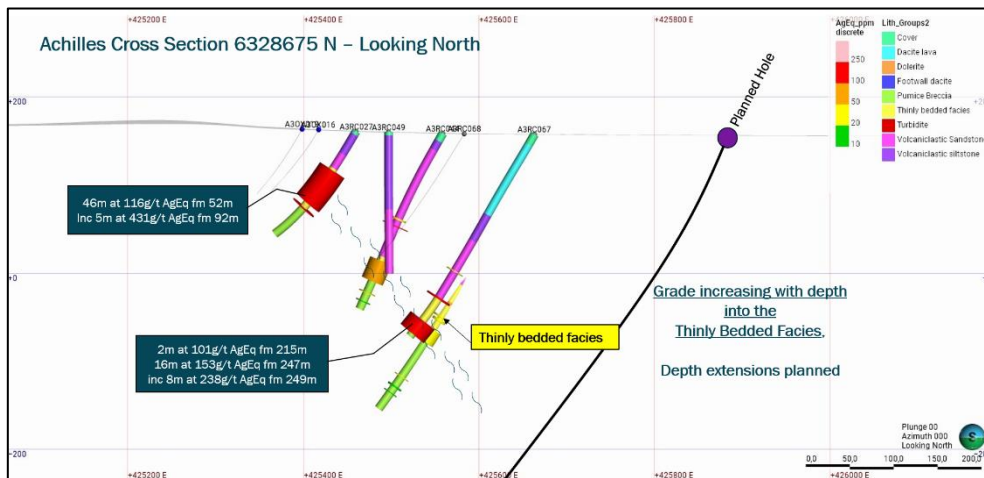 +425200 E
+425400 E
+425600 E
+425800 E
+426000 E
Achilles Cross Section 6328675 N – Looking North
AgEq_ppm
discrete
250
100
50
20
10
Lith_Groups2
Cover
Dacite lava
Dolerite
Footwall dacite
Pumice Breccia
Thinly bedded facies
Turbidite
Volcaniclastic Sandstone
Volcaniclastic siltstone
Planned Hole
+200
A3RC027
A3RC049
A3RC067
46m at 116g/t AgEq fm 52m
Inc 5m at 431g/t AgEq fm 92m
+0
Grade increasing with depth
into the
Thinly Bedded Facies,
Depth extensions planned
Thinly bedded facies
2m at 101g/t AgEq fm 215m
16m at 153g/t AgEq fm 247m
inc 8m at 238g/t AgEq fm 249m
Plunge 00
Azimuth 000
Looking North
S
0,0 50,0 100,0 150,0 200,0
-200
+425200 E
+425400 E
+425600 E
+425800 E
+426000 E